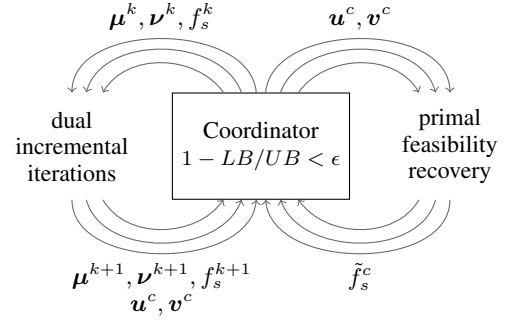 μ^k, ν^k, f_s^k
u^c, v^c
dual
incremental
iterations
Coordinator
1 − LB/UB < ϵ
primal
feasibility
recovery
μ^{k+1}, ν^{k+1}, f_s^{k+1}
u^c, v^c
f̃_s^c